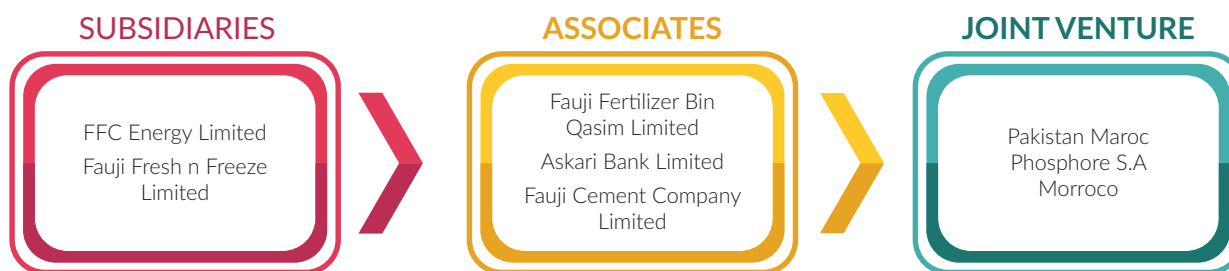 SUBSIDIARIES
FFC Energy Limited
Fauji Fresh n Freeze
Limited
ASSOCIATES
Fauji Fertilizer Bin
Qasim Limited
Askari Bank Limited
Fauji Cement Company
Limited
JOINT VENTURE
Pakistan Maroc
Phosphore S.A
Morroco